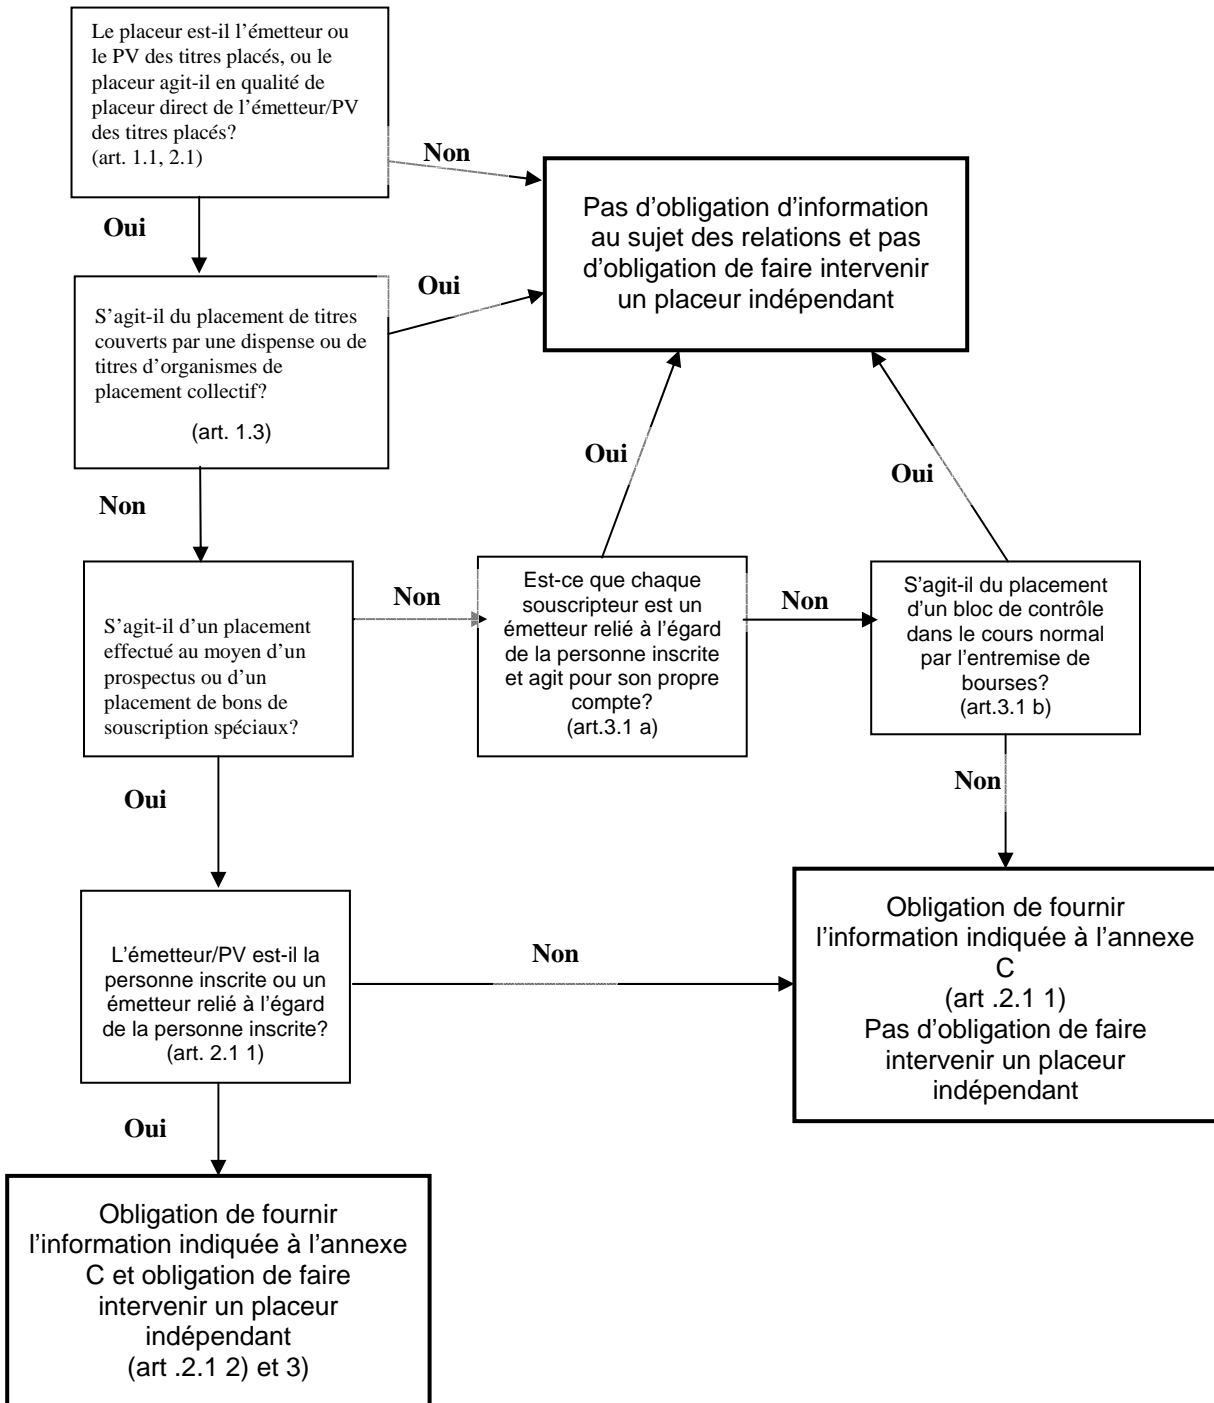 Le placeur est-il l'émetteur ou
le PV des titres placés, ou le
placeur agit-il en qualité de
placeur direct de l'émetteur/PV
des titres placés?
(art. 1.1, 2.1)
Non
Pas d'obligation d'information
au sujet des relations et pas
d'obligation de faire intervenir
un placeur indépendant
Oui
Oui
S'agit-il du placement de titres
couverts par une dispense ou de
titres d'organismes de
placement collectif?
(art. 1.3)
Oui
Oui
Non
S'agit-il d'un placement
effectué au moyen d'un
prospectus ou d'un
placement de bons de
souscription spéciaux?
Non
Est-ce que chaque
souscripteur est un
émetteur relié à l'égard
de la personne inscrite
et agit pour son propre
compte?
(art.3.1 a)
Non
S'agit-il du placement
d'un bloc de contrôle
dans le cours normal
par l'entremise de
bourses?
(art.3.1 b)
Oui
Non
L'émetteur/PV est-il la
personne inscrite ou un
émetteur relié à l'égard
de la personne inscrite?
(art. 2.1 1)
Non
Obligation de fournir
l'information indiquée à l'annexe
C
(art .2.1 1)
Pas d'obligation de faire
intervenir un placeur
indépendant
Oui
Obligation de fournir
l'information indiquée à l'annexe
C et obligation de faire
intervenir un placeur
indépendant
(art .2.1 2) et 3)